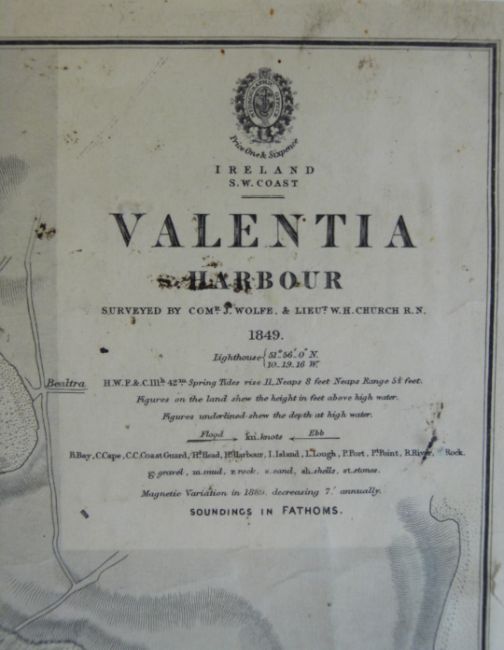 HYDROGRAPHIC OFFICE
Price One & Sixpence
IRELAND
S.W. COAST
VALENTIA
HARBOUR
SURVEYED BY COMR. J. WOLFE, & LIEUT. W.H. CHURCH R.N.
1849.
Lighthouse { 51°. 56'. 0" N.
10. 19. 16 W.
Bealtra
H.W. F. & C. IIIh 42m Spring Tides rise 11, Neaps 8 feet Neaps Range 5¼ feet.
Figures on the land shew the height in feet above high water.
Figures underlined shew the depth at high water.
Flood in knots Ebb
B. Bay, C. Cape, C.G. Coast Guard, Hd. Head, Hr. Harbour, I. Island, L. Lough, P. Port, Pt. Point, R. River, Rock.
g. gravel, m. mud, r. rock, s. sand, sh. shells, st. stones.
Magnetic Variation in decreasing 7' annually.
SOUNDINGS IN FATHOMS.